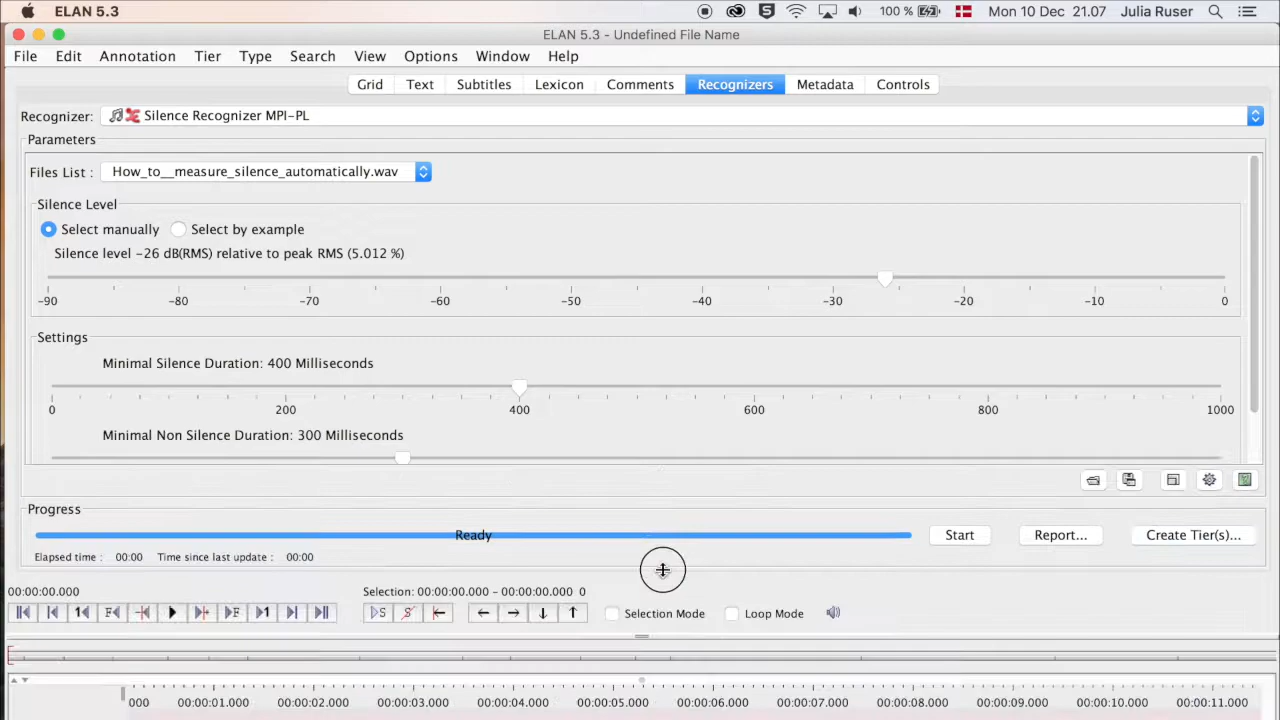 ELAN 5.3 100 % Mon 10 Dec 21.07 Julia Ruser
ELAN 5.3 - Undefined File Name
File Edit Annotation Tier Type Search View Options Window Help
Grid Text Subtitles Lexicon Comments Recognizers Metadata Controls
Recognizer: Silence Recognizer MPI-PL
Parameters
Files List : How_to__measure_silence_automatically.wav
Silence Level
Select manually Select by example
Silence level -26 dB(RMS) relative to peak RMS (5.012 %)
-90 -80 -70 -60 -50 -40 -30 -20 -10 0
Settings
Minimal Silence Duration: 400 Milliseconds
0 200 400 600 800 1000
Minimal Non Silence Duration: 300 Milliseconds
Progress
Ready Start Report... Create Tier(s)...
Elapsed time : 00:00 Time since last update : 00:00
00:00:00.000 Selection: 00:00:00.000 - 00:00:00.000 0
1 F F 1 S S Selection Mode Loop Mode
000 00:00:01.000 00:00:02.000 00:00:03.000 00:00:04.000 00:00:05.000 00:00:06.000 00:00:07.000 00:00:08.000 00:00:09.000 00:00:10.000 00:00:11.000